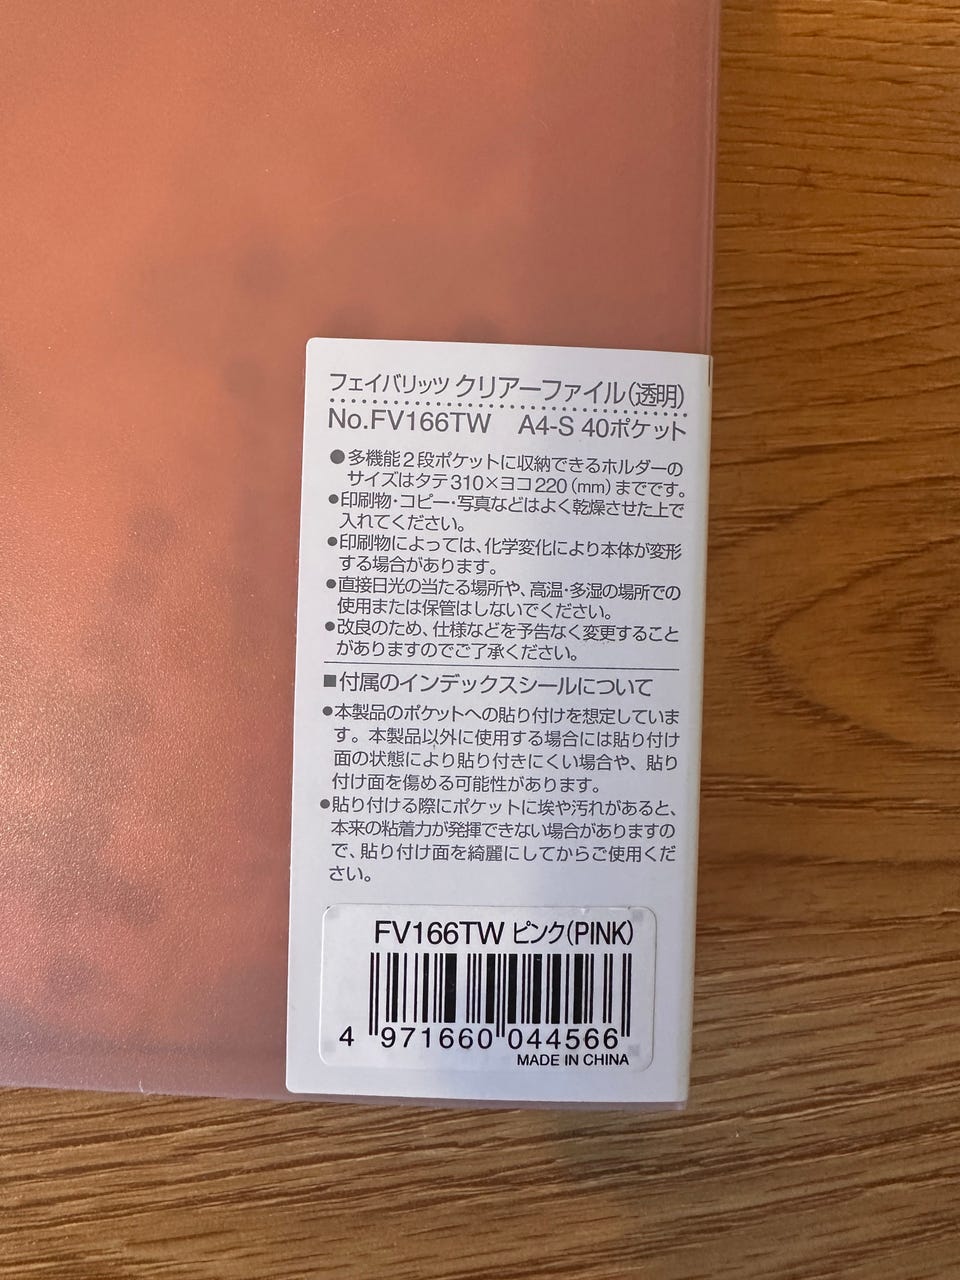 フェイバリッツ クリアーファイル(透明)
No.FV166TW A4-S 40ポケット
●多機能2段ポケットに収納できるホルダーの
サイズはタテ310×ヨコ220(mm)までです。
●印刷物・コピー・写真などはよく乾燥させた上で
入れてください。
●印刷物によっては、化学変化により本体が変形
する場合があります。
●直接日光の当たる場所や、高温・多湿の場所での
使用または保管はしないでください。
●改良のため、仕様などを予告なく変更すること
がありますのでご了承ください。
■付属のインデックスシールについて
●本製品のポケットへの貼り付けを想定していま
す。本製品以外に使用する場合には貼り付け
面の状態により貼り付きにくい場合や、貼り
付け面を傷める可能性があります。
●貼り付ける際にポケットに埃や汚れがあると、
本来の粘着力が発揮できない場合がありますの
で、貼り付け面を綺麗にしてからご使用くだ
さい。
FV166TW ピンク(PINK)
4 971660 044566
MADE IN CHINA